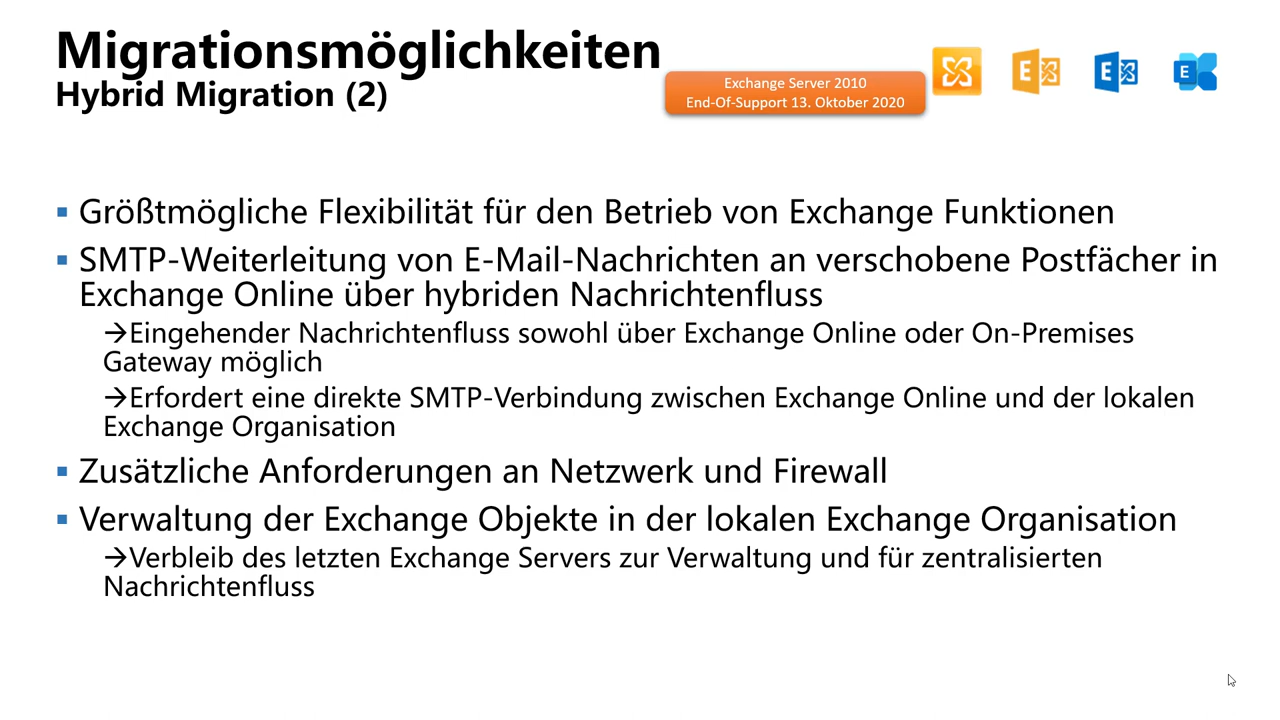 Migrationsmöglichkeiten
Hybrid Migration (2)
Exchange Server 2010
End-Of-Support 13. Oktober 2020
E
E
E
▪ Größtmögliche Flexibilität für den Betrieb von Exchange Funktionen
▪ SMTP-Weiterleitung von E-Mail-Nachrichten an verschobene Postfächer in
Exchange Online über hybriden Nachrichtenfluss
→Eingehender Nachrichtenfluss sowohl über Exchange Online oder On-Premises
Gateway möglich
→Erfordert eine direkte SMTP-Verbindung zwischen Exchange Online und der lokalen
Exchange Organisation
▪ Zusätzliche Anforderungen an Netzwerk und Firewall
▪ Verwaltung der Exchange Objekte in der lokalen Exchange Organisation
→Verbleib des letzten Exchange Servers zur Verwaltung und für zentralisierten
Nachrichtenfluss